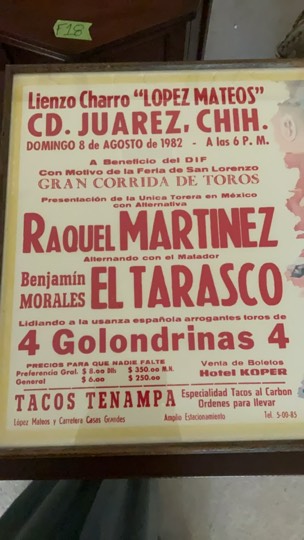 F18
Lienzo Charro "LOPEZ MATEOS"
CD. JUAREZ, CHIH.
DOMINGO 8 de AGOSTO de 1982 - A las 6 P. M.
A Beneficio del DIF
Con Motivo de la Feria de San Lorenzo
GRAN CORRIDA DE TOROS
Presentación de la Unica Torera en México
con Alternativa
RAQUEL MARTINEZ
Alternando con el Matador
Benjamín MORALES EL TARASCO
Lidiando a la usanza española arrogantes toros de
4 Golondrinas 4
PRECIOS PARA QUE NADIE FALTE
Preferencia Gral. $ 8.00 Dlls $ 350.00 M.N.
General $ 6.00 $ 250.00
Venta de Boletos
Hotel KOPER
TACOS TENAMPA
Especialidad Tacos al Carbon
Ordenes para llevar
López Mateos y Carretera Casas Grandes Amplio Estacionamiento Tel. 5-00-85